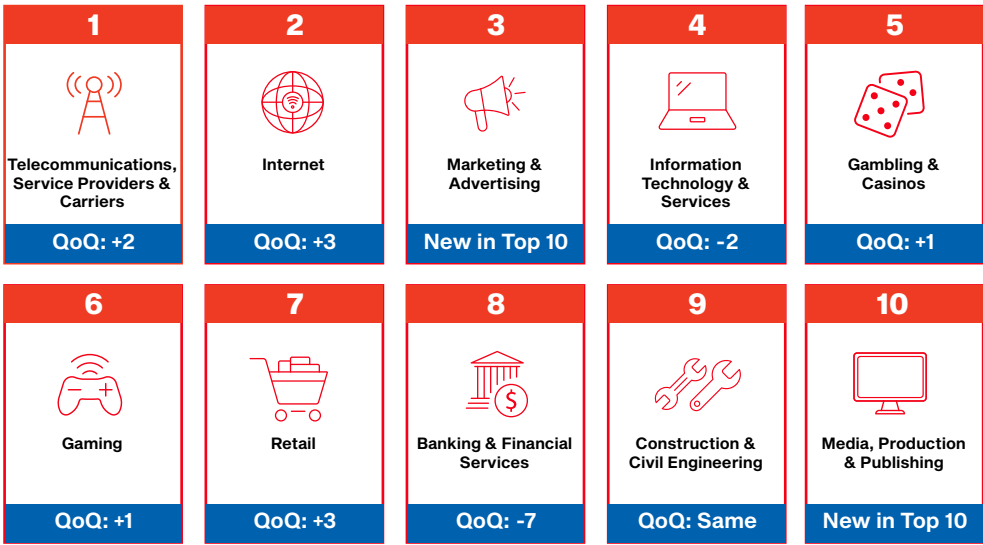 1
Telecommunications,
Service Providers &
Carriers
QoQ: +2
2
Internet
QoQ: +3
3
Marketing &
Advertising
New in Top 10
4
Information
Technology &
Services
QoQ: -2
5
Gambling &
Casinos
QoQ: +1
6
Gaming
QoQ: +1
7
Retail
QoQ: +3
8
Banking & Financial
Services
QoQ: -7
9
Construction &
Civil Engineering
QoQ: Same
10
Media, Production
& Publishing
New in Top 10